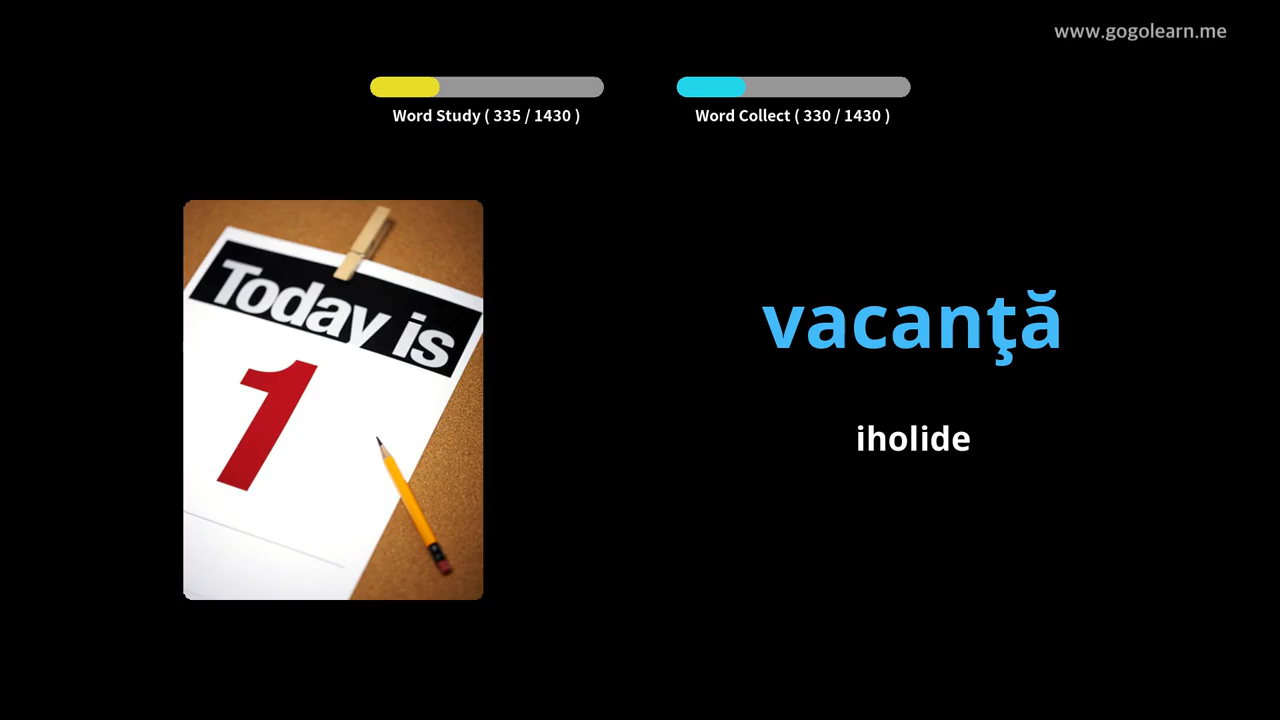 www.gogolearn.me
Word Study ( 335 / 1430 )
Word Collect ( 330 / 1430 )
Today is
1
vacanţă
iholide